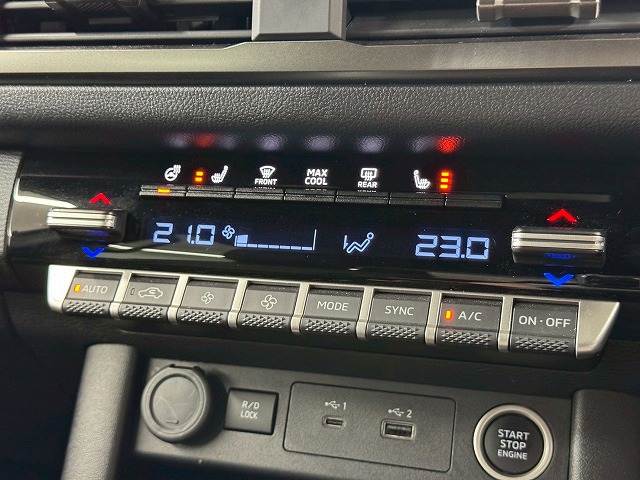 FRONT
MAX
COOL
REAR
21.0
23.0
AUTO
MODE
SYNC
A/C
ON・OFF
R/D
LOCK
1
2
START
STOP
ENGINE